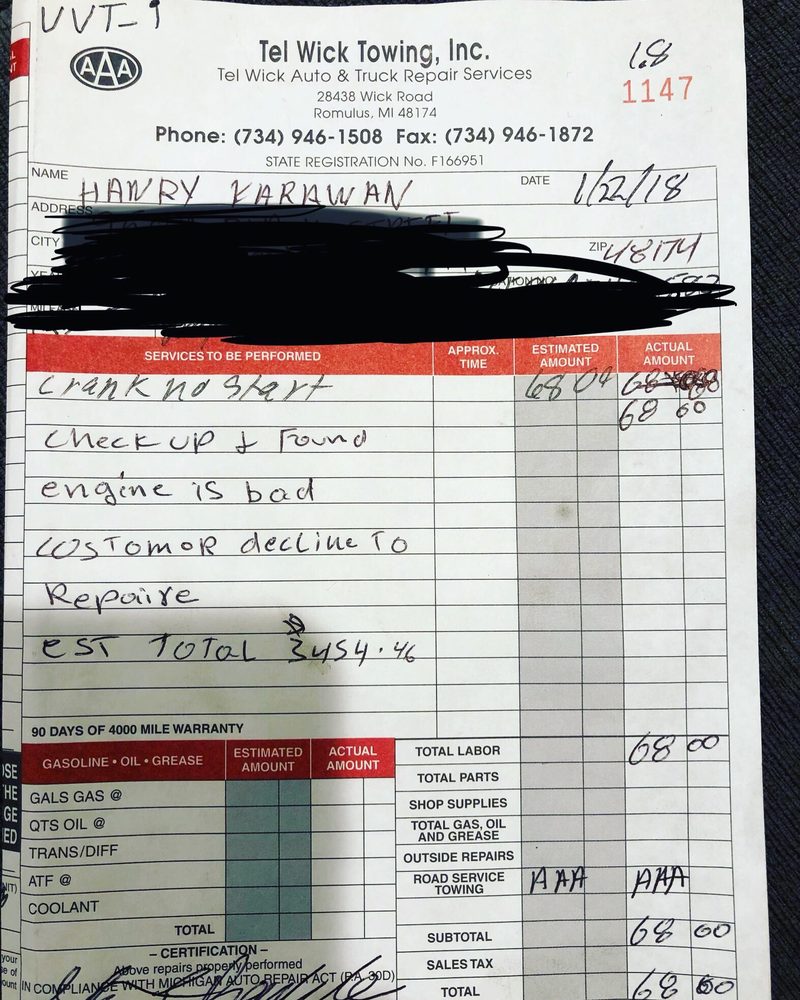 VVT-i
AAA
Tel Wick Towing, Inc.
1.8
Tel Wick Auto & Truck Repair Services
1147
28438 Wick Road
Romulus, MI 48174
Phone: (734) 946-1508 Fax: (734) 946-1872
STATE REGISTRATION No. F166951
NAME HANRY KARAWAN DATE 1/22/18
ADDRESS
CITY ZIP 48174
SERVICES TO BE PERFORMED APPROX. TIME ESTIMATED AMOUNT ACTUAL AMOUNT
Crank no Start 68 00
68 00
Check up & Found
engine is bad
costomor decline To
Repaire
EST TOTAL $3454.46
90 DAYS OF 4000 MILE WARRANTY
GASOLINE • OIL • GREASE ESTIMATED AMOUNT ACTUAL AMOUNT
GALS GAS @
QTS OIL @
TRANS/DIFF
ATF @
COOLANT
TOTAL
TOTAL LABOR 68 00
TOTAL PARTS
SHOP SUPPLIES
TOTAL GAS, OIL AND GREASE
OUTSIDE REPAIRS
ROAD SERVICE TOWING AAA AAA
SUBTOTAL 68 00
SALES TAX
TOTAL 68 00
– CERTIFICATION –
Above repairs properly performed
IN COMPLIANCE WITH MICHIGAN AUTO REPAIR ACT (P.A. 30D)